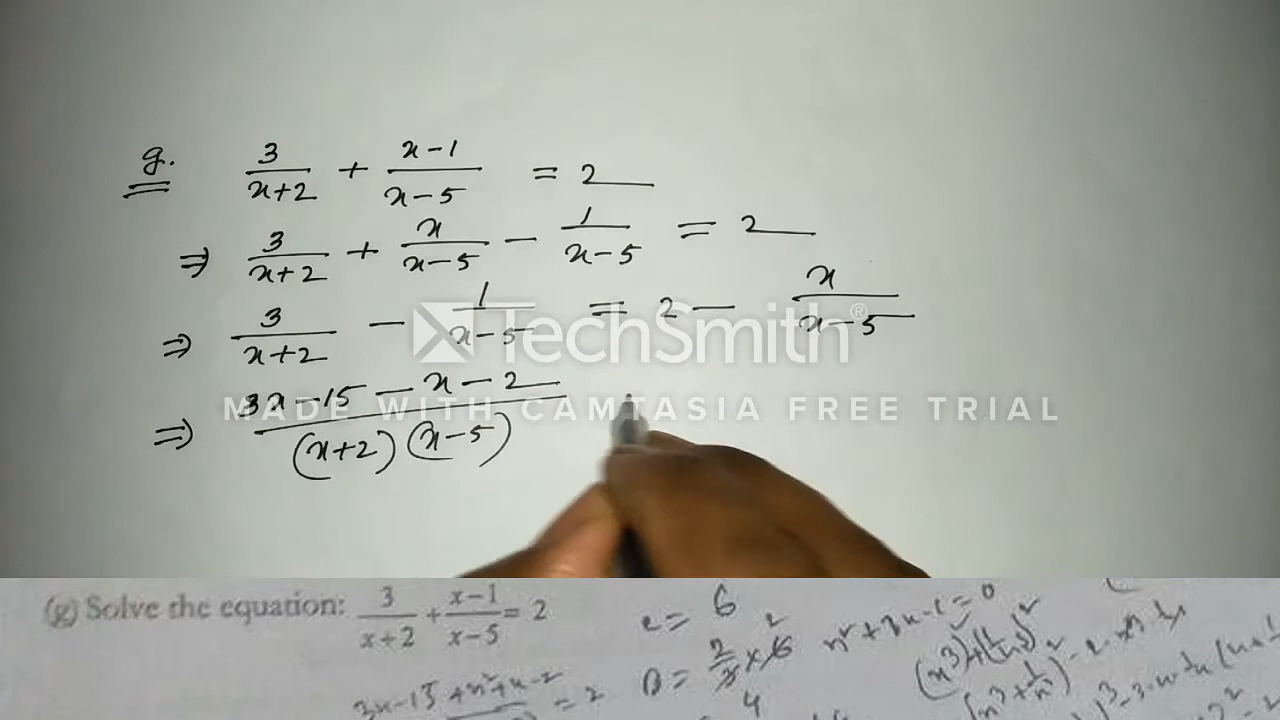 g. 3/(x+2) + (x-1)/(x-5) = 2
⇒ 3/(x+2) + x/(x-5) - 1/(x-5) = 2
⇒ 3/(x+2) - 1/(x-5) = 2 - x/(x-5)
TechSmith®
⇒ (3x-15-x-2)/((x+2)(x-5))
MADE WITH CAMTASIA FREE TRIAL
(g) Solve the equation: 3/(x+2) + (x-1)/(x-5) = 2